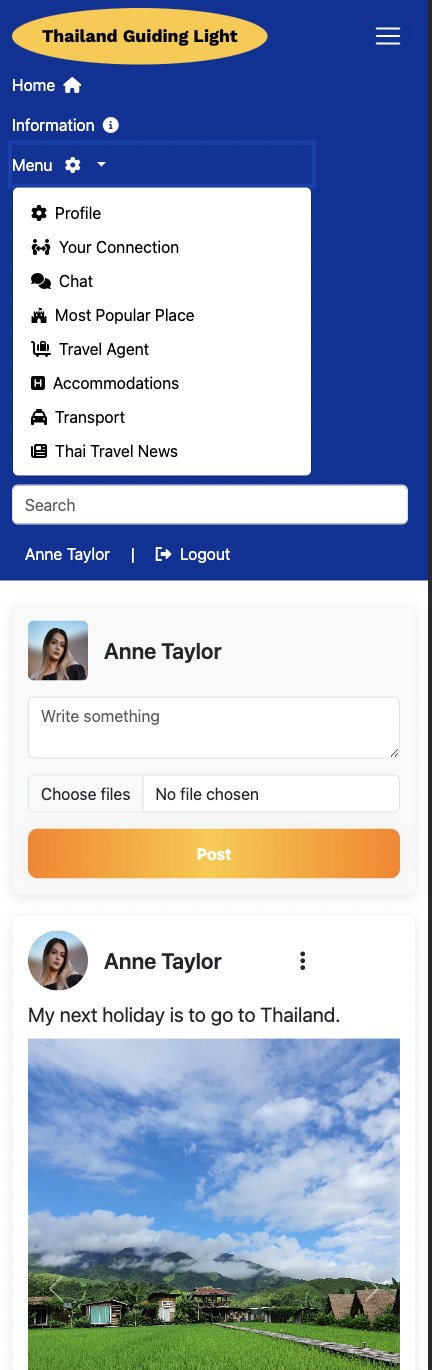 Thailand Guiding Light
Home
Information
Menu
Profile
Your Connection
Chat
Most Popular Place
Travel Agent
Accommodations
Transport
Thai Travel News
Search
Anne Taylor | Logout
Anne Taylor
Write something
Choose files No file chosen
Post
Anne Taylor
My next holiday is to go to Thailand.